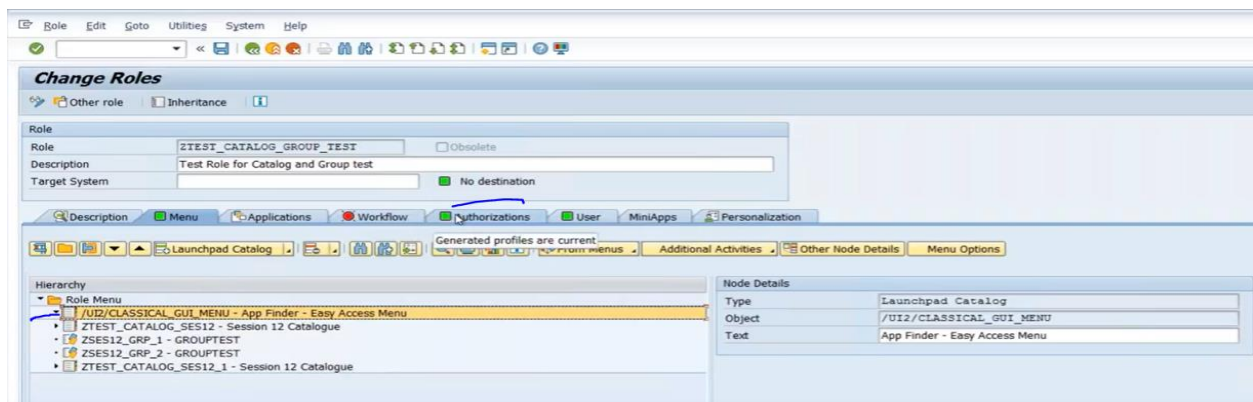 Role Edit Goto Utilities System Help
Change Roles
Other role Inheritance
Role
Role ZTEST_CATALOG_GROUP_TEST Obsolete
Description Test Role for Catalog and Group test
Target System No destination
Description Menu Applications Workflow Authorizations User MiniApps Personalization
Generated profiles are current
Launchpad Catalog From Menus Additional Activities Other Node Details Menu Options
Hierarchy
Role Menu
/UI2/CLASSICAL_GUI_MENU - App Finder - Easy Access Menu
ZTEST_CATALOG_SES12 - Session 12 Catalogue
ZSES12_GRP_1 - GROUPTEST
ZSES12_GRP_2 - GROUPTEST
ZTEST_CATALOG_SES12_1 - Session 12 Catalogue
Node Details
Type Launchpad Catalog
Object /UI2/CLASSICAL_GUI_MENU
Text App Finder - Easy Access Menu